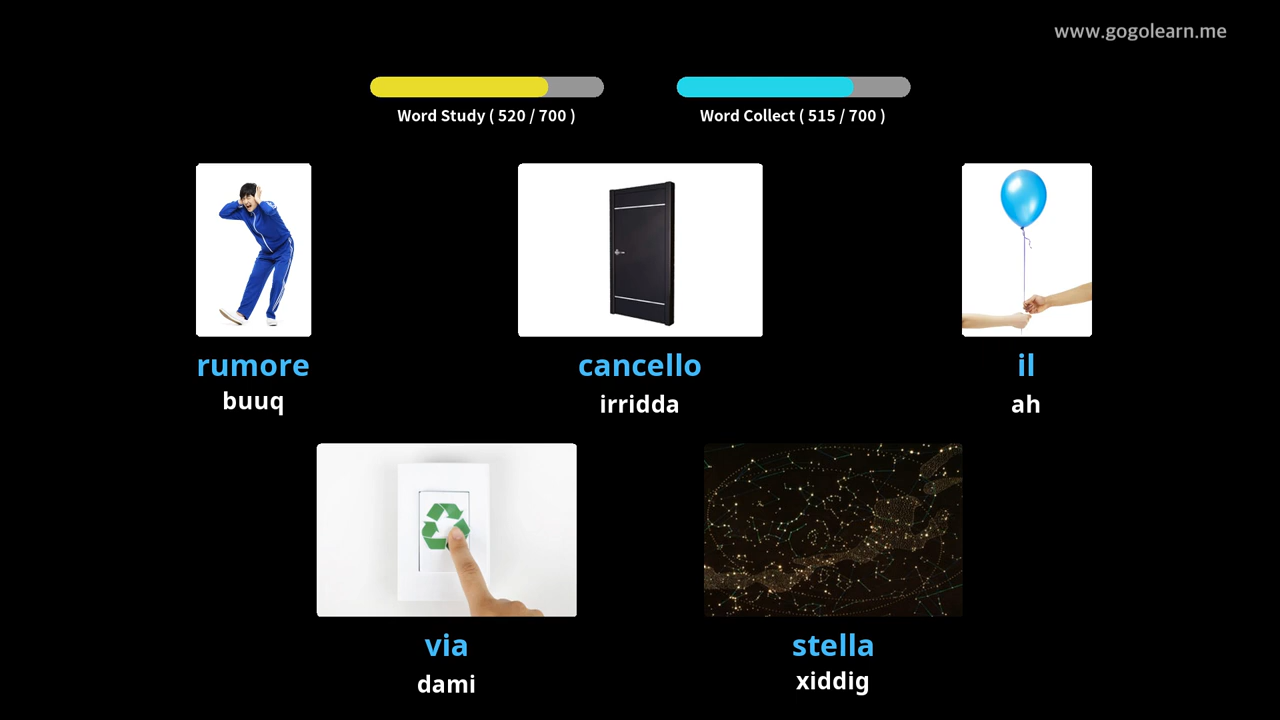 www.gogolearn.me
Word Study ( 520 / 700 )
Word Collect ( 515 / 700 )
rumore
buuq
cancello
irridda
il
ah
via
dami
stella
xiddig